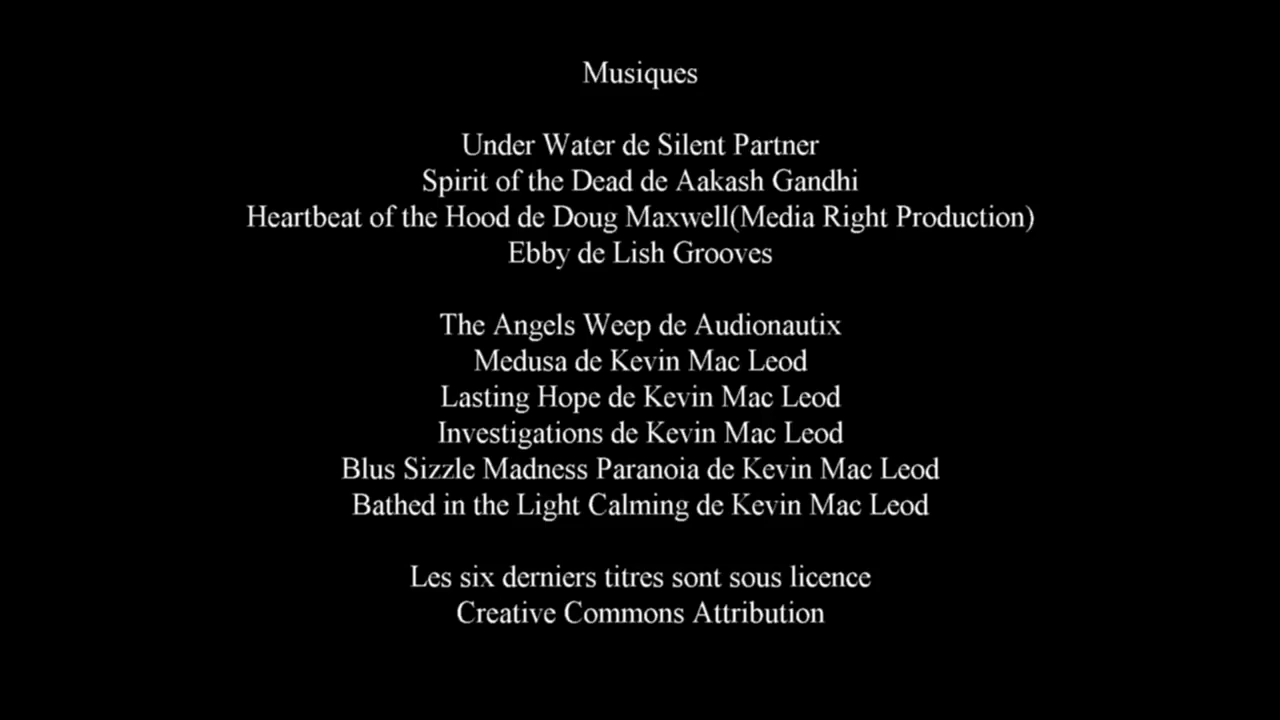 Musiques
Under Water de Silent Partner
Spirit of the Dead de Aakash Gandhi
Heartbeat of the Hood de Doug Maxwell(Media Right Production)
Ebby de Lish Grooves
The Angels Weep de Audionautix
Medusa de Kevin Mac Leod
Lasting Hope de Kevin Mac Leod
Investigations de Kevin Mac Leod
Blus Sizzle Madness Paranoia de Kevin Mac Leod
Bathed in the Light Calming de Kevin Mac Leod
Les six derniers titres sont sous licence
Creative Commons Attribution